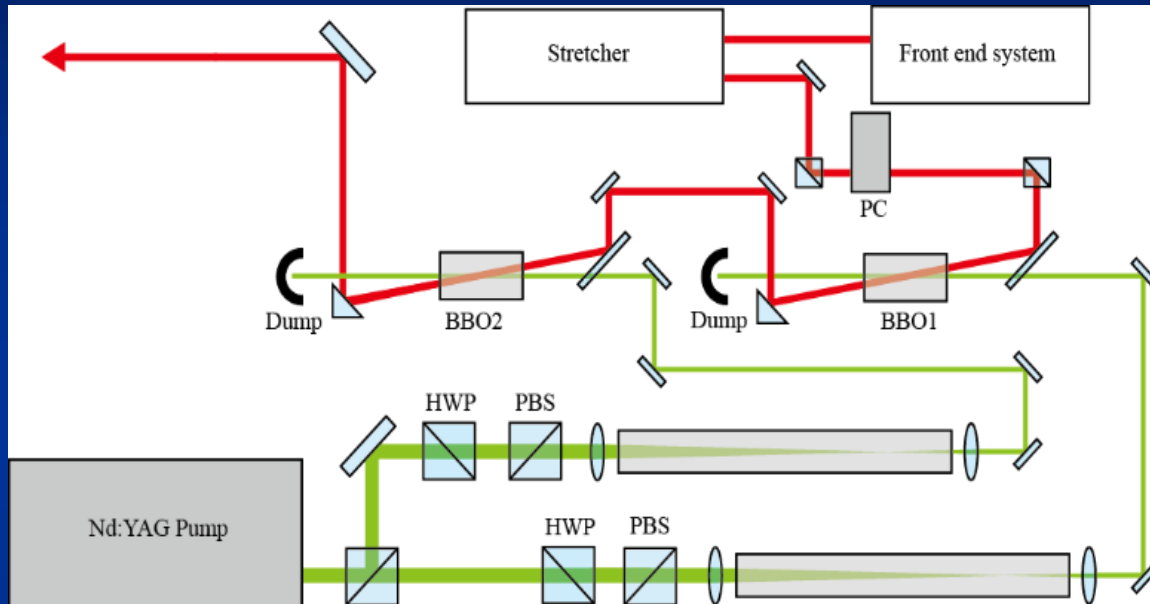 Stretcher
Front end system
PC
Dump
BBO2
Dump
BBO1
HWP
PBS
Nd:YAG Pump
HWP
PBS